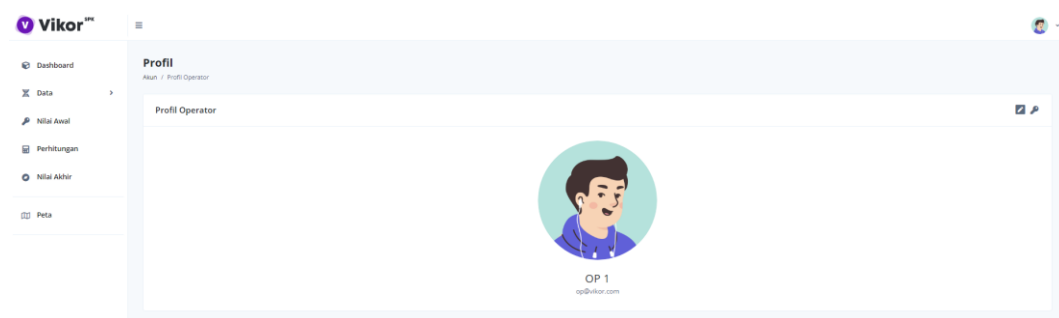 V Vikor SPK
Dashboard
Data
Nilai Awal
Perhitungan
Nilai Akhir
Peta
Profil
Akun / Profil Operator
Profil Operator
OP 1
op@vikor.com